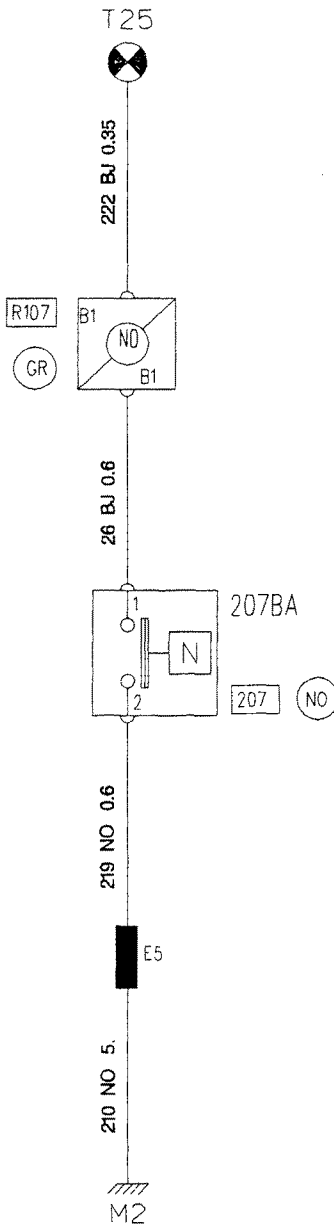 T25
222 BJ 0.35
R107
B1
NO
GR
B1
26 BJ 0.6
207BA
1
N
2
207
NO
219 NO 0.6
E5
210 NO 5.
M2